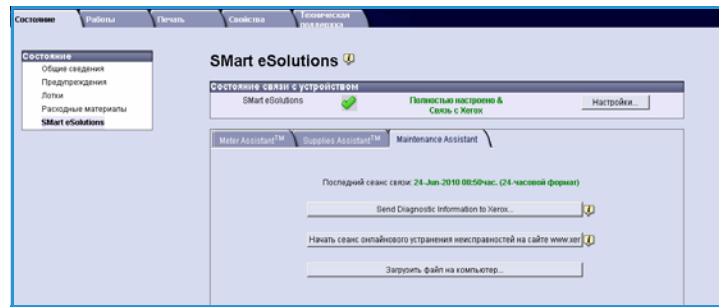 Состояние Работы Печать Свойства Техническая поддержка
Состояние
Общие сведения
Предупреждения
Лотки
Расходные материалы
SMart eSolutions
SMart eSolutions
Состояние связи с устройством
SMart eSolutions Полностью настроено & Связь с Xerox Настройки...
Meter Assistant™ Supplies Assistant™ Maintenance Assistant
Последний сеанс связи: 24-Jun-2010 08:50час. (24-часовой формат)
Send Diagnostic Information to Xerox...
Начать сеанс онлайнового устранения неисправностей на сайте www.xer
Загрузить файл на компьютер...